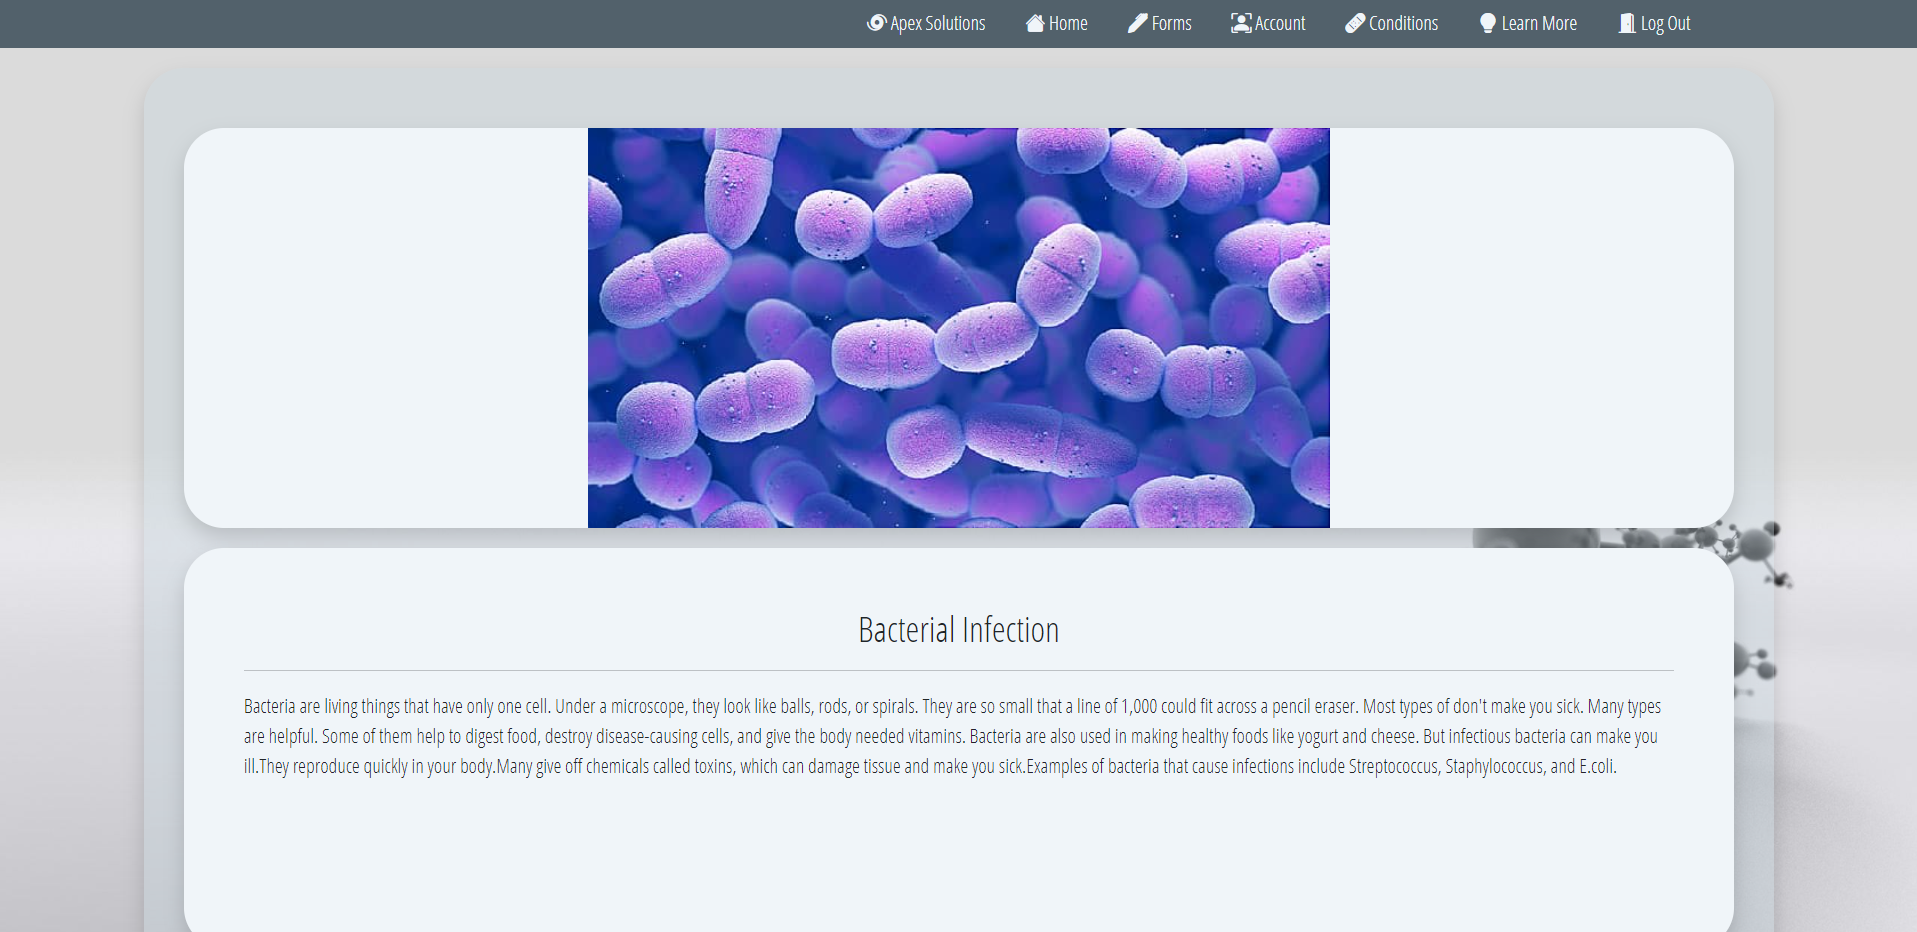 Apex Solutions Home Forms Account Conditions Learn More Log Out
Bacterial Infection
Bacteria are living things that have only one cell. Under a microscope, they look like balls, rods, or spirals. They are so small that a line of 1,000 could fit across a pencil eraser. Most types of don't make you sick. Many types
are helpful. Some of them help to digest food, destroy disease-causing cells, and give the body needed vitamins. Bacteria are also used in making healthy foods like yogurt and cheese. But infectious bacteria can make you
ill.They reproduce quickly in your body.Many give off chemicals called toxins, which can damage tissue and make you sick.Examples of bacteria that cause infections include Streptococcus, Staphylococcus, and E.coli.